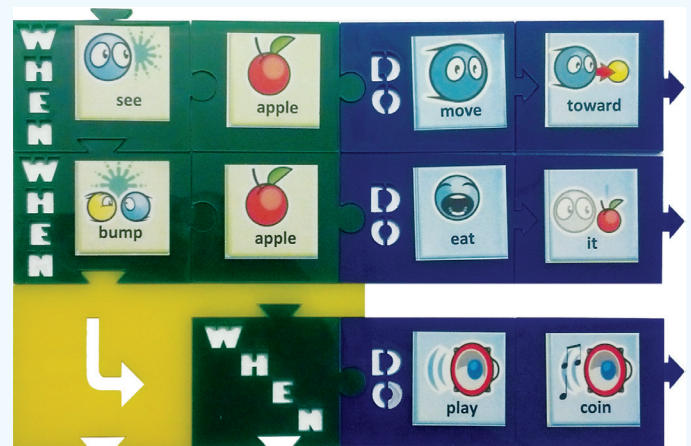 WHEN see apple DO move toward
WHEN bump apple DO eat it
WHEN DO play coin